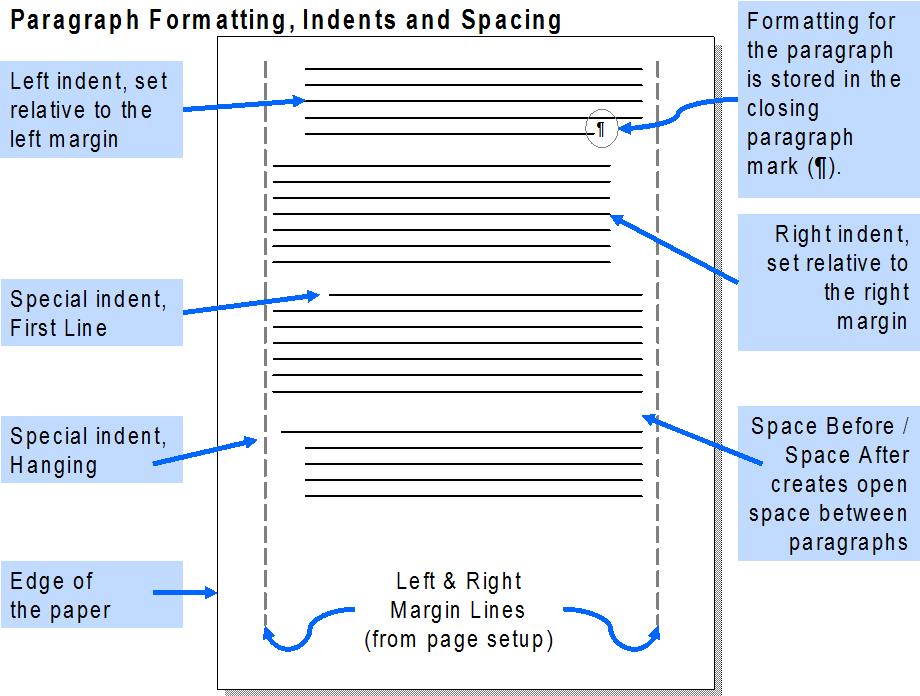 Paragraph Formatting, Indents and Spacing
Left indent, set
relative to the
left margin
Formatting for
the paragraph
is stored in the
closing
paragraph
mark (¶).
¶
Right indent,
set relative to
the right
margin
Special indent,
First Line
Special indent,
Hanging
Space Before /
Space After
creates open
space between
paragraphs
Edge of
the paper
Left & Right
Margin Lines
(from page setup)